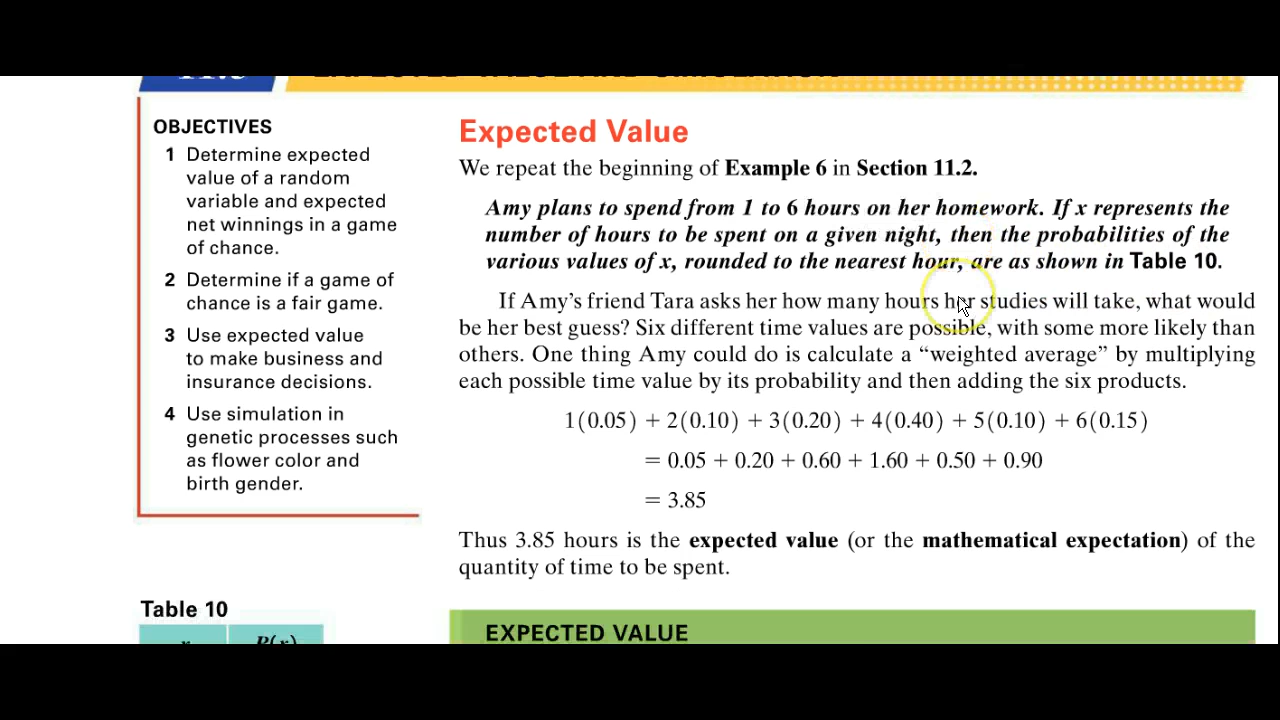 OBJECTIVES
1 Determine expected
value of a random
variable and expected
net winnings in a game
of chance.
2 Determine if a game of
chance is a fair game.
3 Use expected value
to make business and
insurance decisions.
4 Use simulation in
genetic processes such
as flower color and
birth gender.
Expected Value
We repeat the beginning of Example 6 in Section 11.2.
Amy plans to spend from 1 to 6 hours on her homework. If x represents the
number of hours to be spent on a given night, then the probabilities of the
various values of x, rounded to the nearest hour, are as shown in Table 10.
If Amy's friend Tara asks her how many hours her studies will take, what would
be her best guess? Six different time values are possible, with some more likely than
others. One thing Amy could do is calculate a “weighted average” by multiplying
each possible time value by its probability and then adding the six products.
1(0.05) + 2(0.10) + 3(0.20) + 4(0.40) + 5(0.10) + 6(0.15)
= 0.05 + 0.20 + 0.60 + 1.60 + 0.50 + 0.90
= 3.85
Thus 3.85 hours is the expected value (or the mathematical expectation) of the
quantity of time to be spent.
Table 10
x P(x)
EXPECTED VALUE